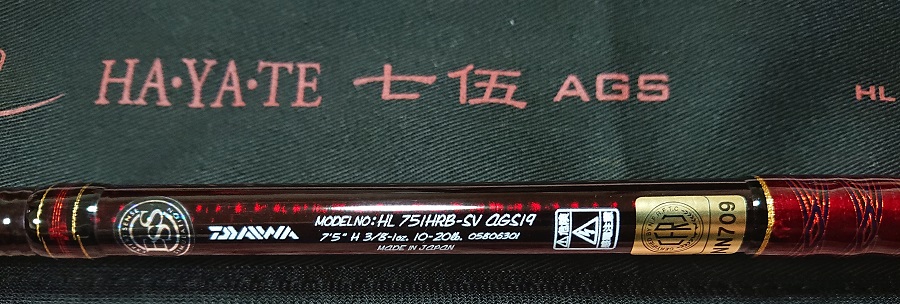 HA·YA·TE 七伍 AGS
HL
DAIWA
MODEL NO: HL 751HRB-SV AGS19
7'5" H 3/8-1oz. 10-20lb. 05806301
MADE IN JAPAN
NN709